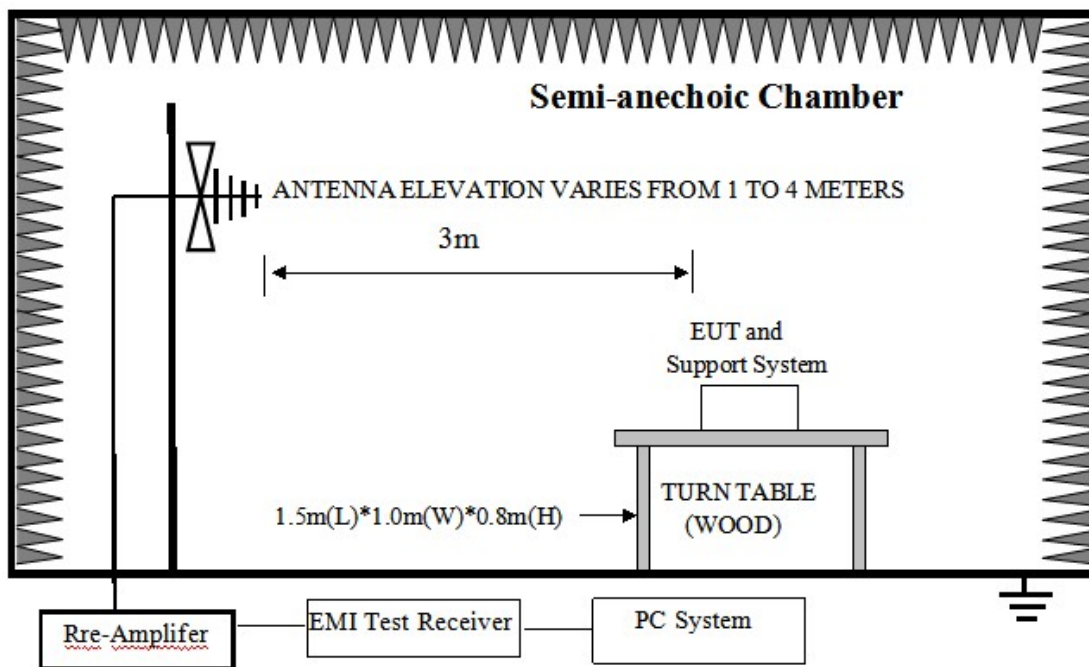 Semi-anechoic Chamber
ANTENNA ELEVATION VARIES FROM 1 TO 4 METERS
3m
EUT and
Support System
1.5m(L)*1.0m(W)*0.8m(H)
TURN TABLE
(WOOD)
Rre-Amplifer
EMI Test Receiver
PC System